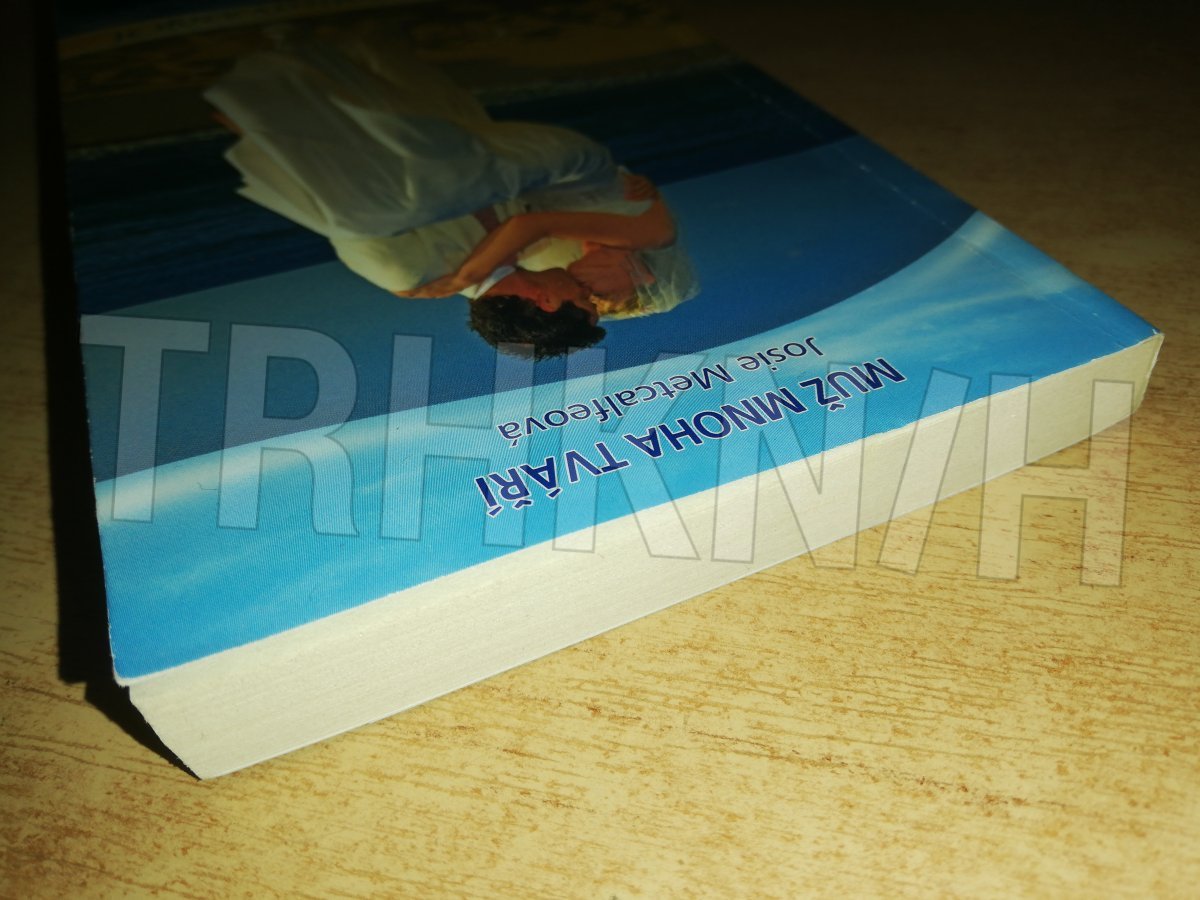 Josie Metcalfeová
MUŽ MNOHA TVÁŘÍ
TRHKNIH